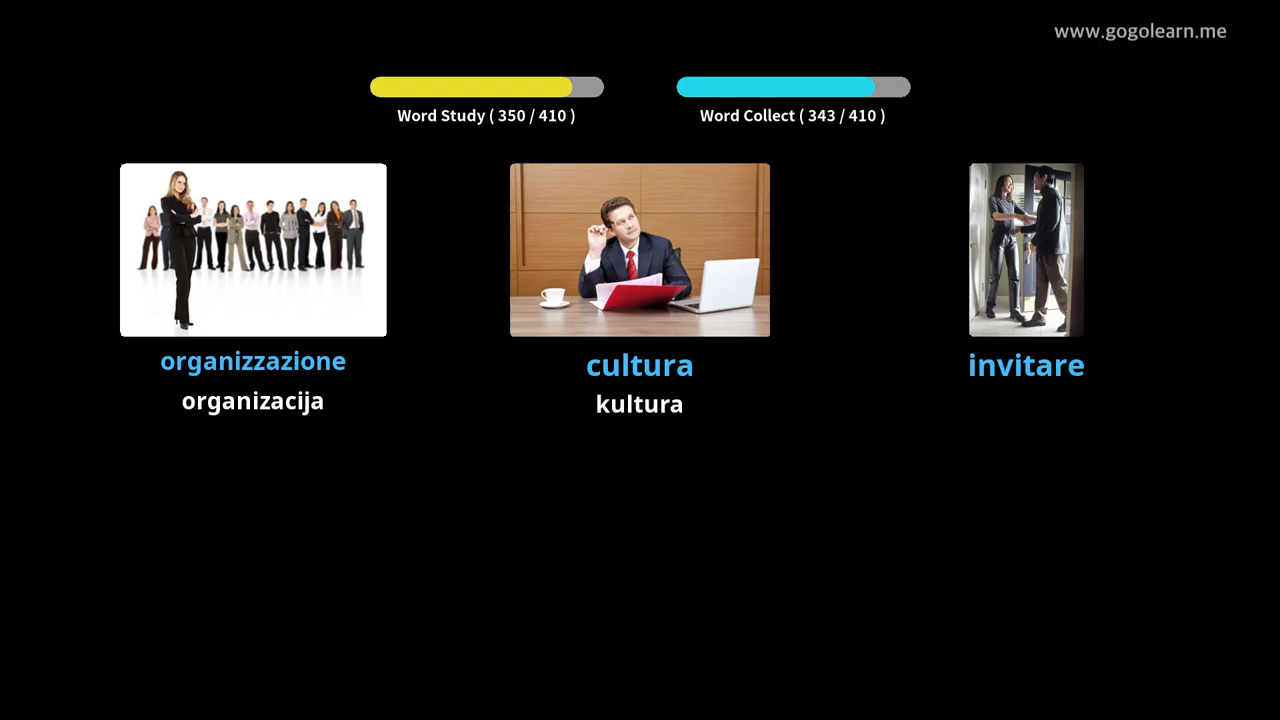 www.gogolearn.me
Word Study ( 350 / 410 )
Word Collect ( 343 / 410 )
organizzazione
cultura
invitare
organizacija
kultura